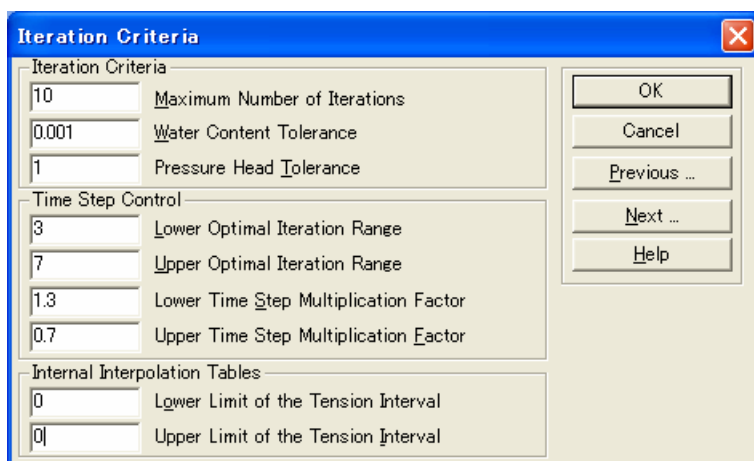 Iteration Criteria
Iteration Criteria
10 Maximum Number of Iterations
0.001 Water Content Tolerance
1 Pressure Head Tolerance
Time Step Control
3 Lower Optimal Iteration Range
7 Upper Optimal Iteration Range
1.3 Lower Time Step Multiplication Factor
0.7 Upper Time Step Multiplication Factor
Internal Interpolation Tables
0 Lower Limit of the Tension Interval
0 Upper Limit of the Tension Interval
OK
Cancel
Previous ...
Next ...
Help